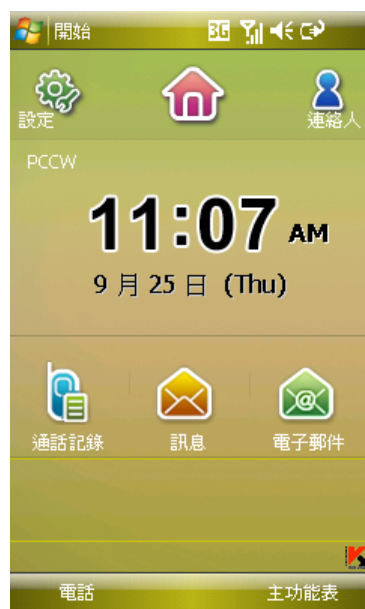 開始 3G
設定 連絡人
PCCW
11:07 AM
9 月 25 日 (Thu)
通話記錄 訊息 電子郵件
電話 主功能表